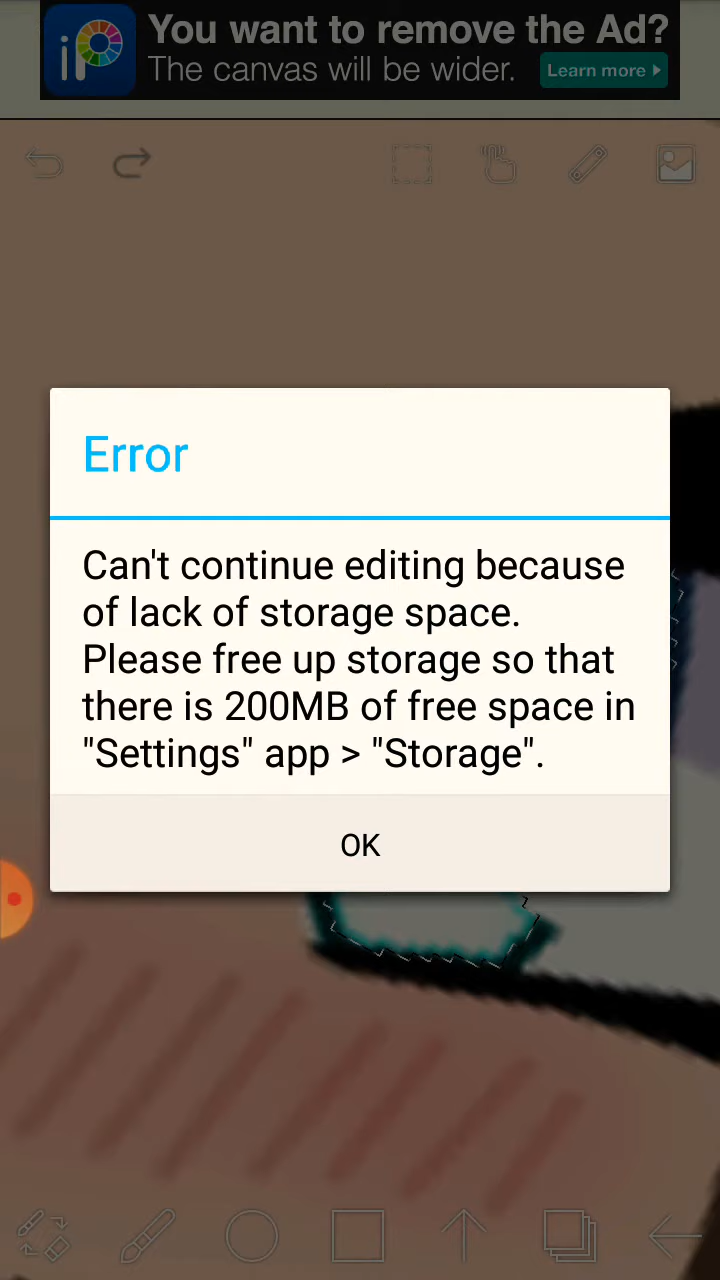 iP
You want to remove the Ad?
The canvas will be wider.
Learn more
Error
Can't continue editing because
of lack of storage space.
Please free up storage so that
there is 200MB of free space in
"Settings" app > "Storage".
OK